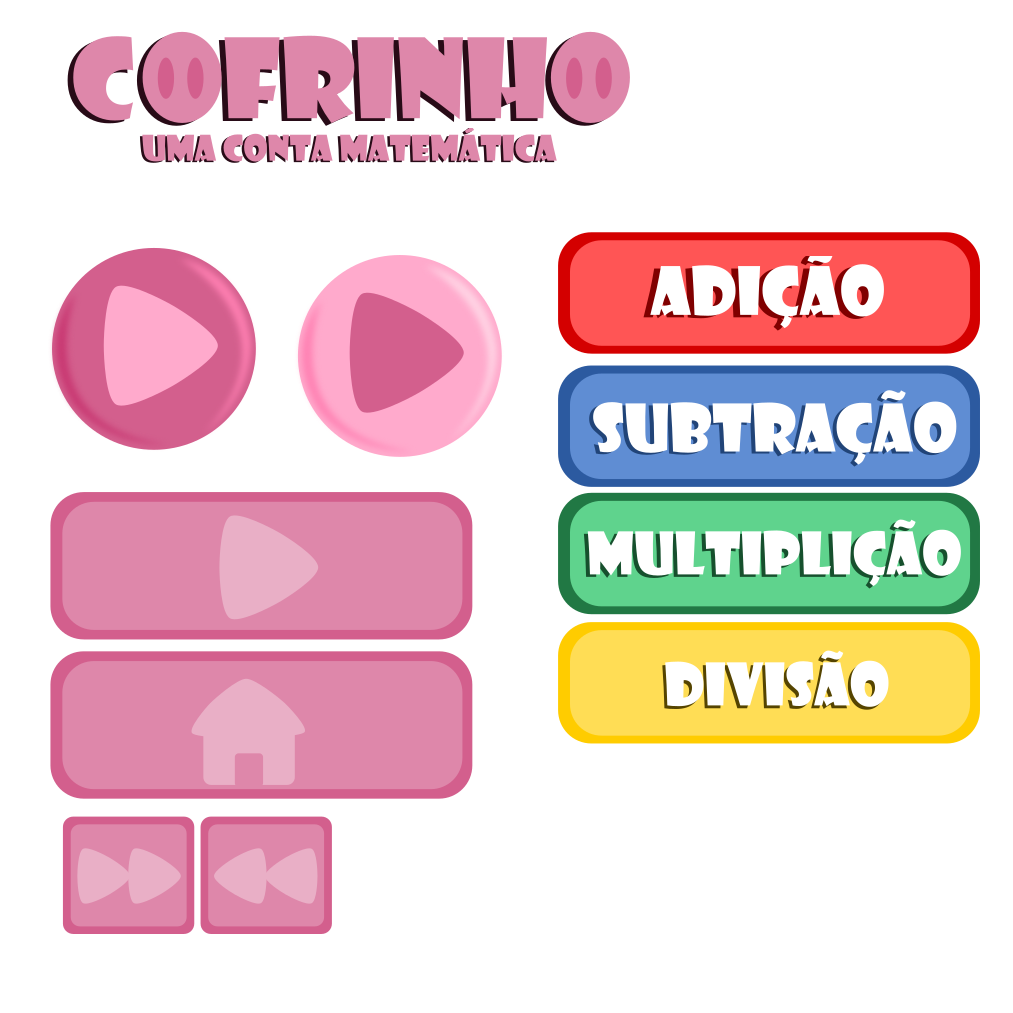 COFRINHO
UMA CONTA MATEMÁTICA
ADIÇÃO
SUBTRAÇÃO
MULTIPLIÇÃO
DIVISÃO